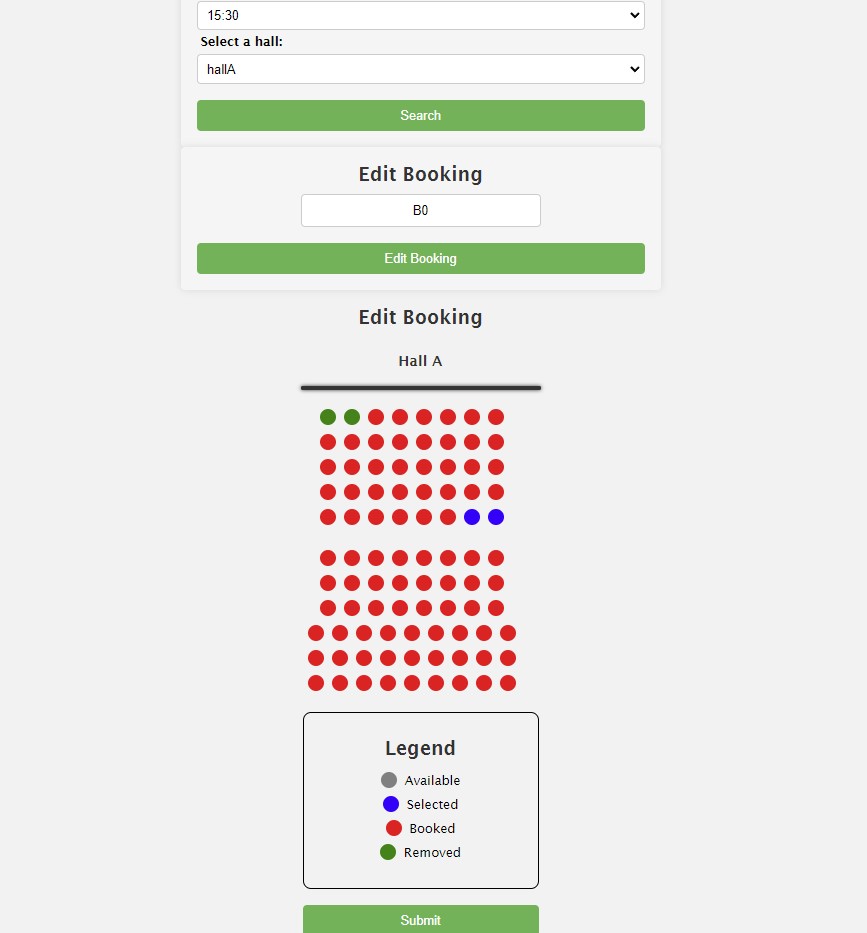 15:30
Select a hall:
hallA
Search
Edit Booking
B0
Edit Booking
Edit Booking
Hall A
Legend
Available
Selected
Booked
Removed
Submit